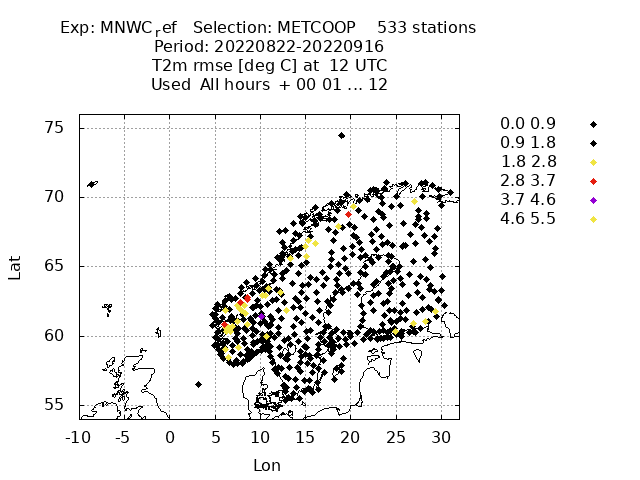 Exp: MNWCref Selection: METCOOP 533 stations
Period: 20220822-20220916
T2m rmse [deg C] at 12 UTC
Used All hours + 00 01 ... 12
0.0 0.9
0.9 1.8
1.8 2.8
2.8 3.7
3.7 4.6
4.6 5.5
75
70
65
60
55
Lat
-10 -5 0 5 10 15 20 25 30
Lon